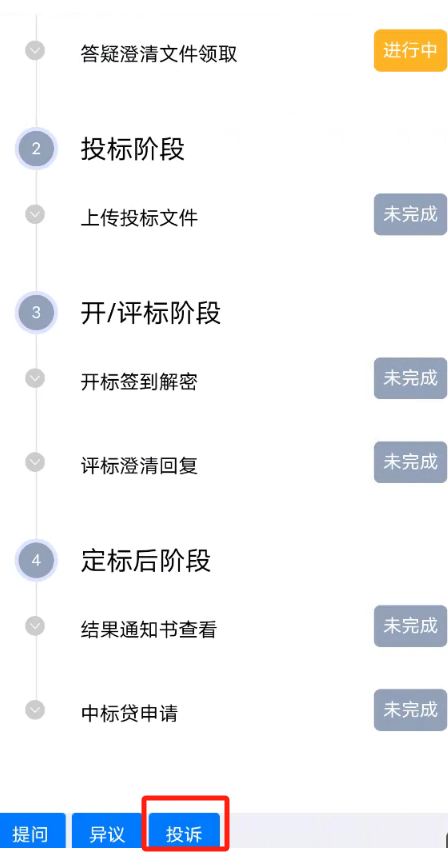 答疑澄清文件领取 进行中
2 投标阶段
上传投标文件 未完成
3 开/评标阶段
开标签到解密 未完成
评标澄清回复 未完成
4 定标后阶段
结果通知书查看 未完成
中标贷申请 未完成
提问 异议 投诉